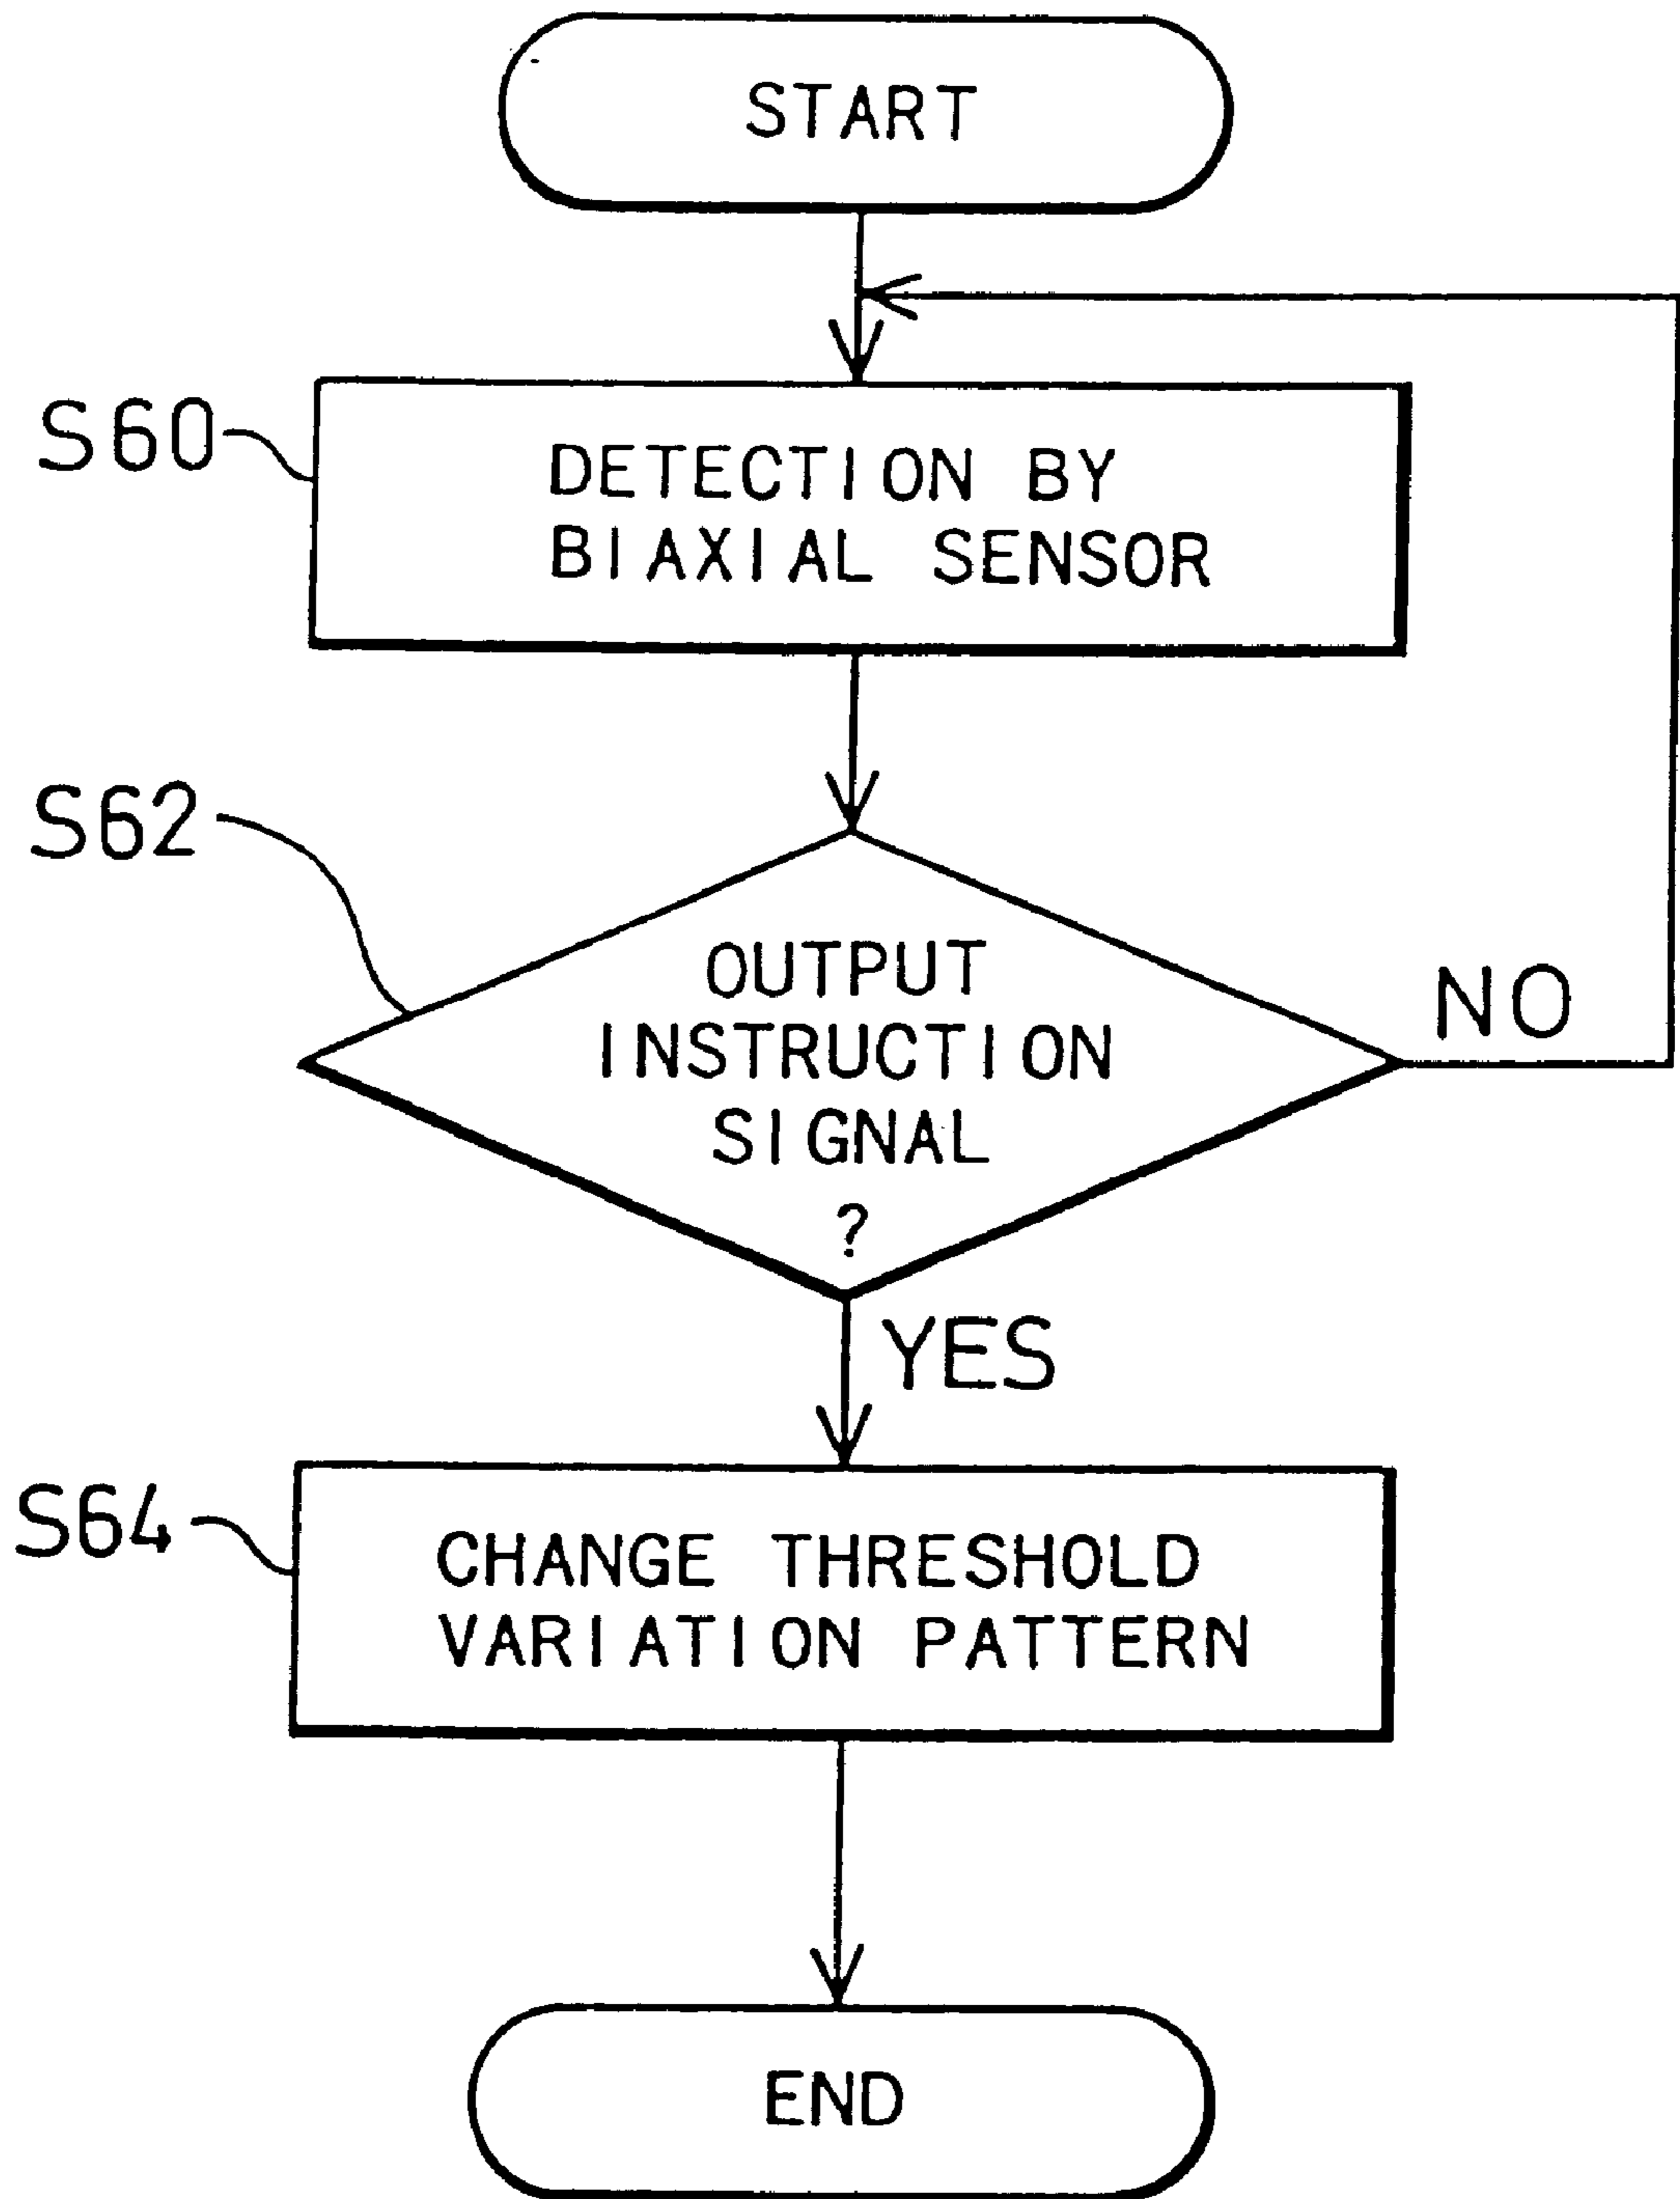 START
S60
DETECTION BY
BIAXIAL SENSOR
S62
OUTPUT
INSTRUCTION
SIGNAL
?
NO
YES
S64
CHANGE THRESHOLD
VARIATION PATTERN
END